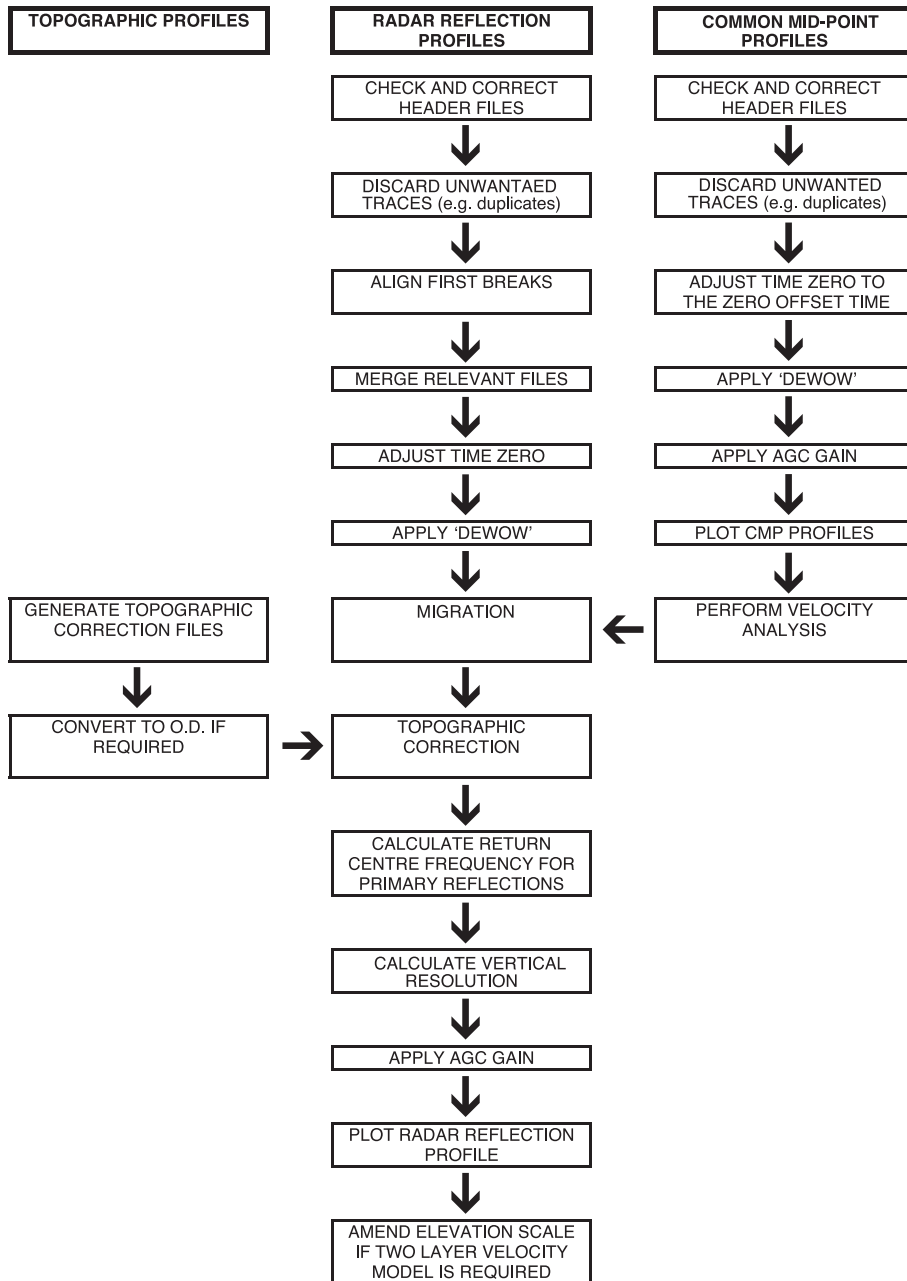 TOPOGRAPHIC PROFILES
RADAR REFLECTION
PROFILES
COMMON MID-POINT
PROFILES
CHECK AND CORRECT
HEADER FILES
CHECK AND CORRECT
HEADER FILES
DISCARD UNWANTAED
TRACES (e.g. duplicates)
DISCARD UNWANTED
TRACES (e.g. duplicates)
ALIGN FIRST BREAKS
ADJUST TIME ZERO TO
THE ZERO OFFSET TIME
MERGE RELEVANT FILES
APPLY ‘DEWOW’
ADJUST TIME ZERO
APPLY AGC GAIN
APPLY ‘DEWOW’
PLOT CMP PROFILES
GENERATE TOPOGRAPHIC
CORRECTION FILES
MIGRATION
PERFORM VELOCITY
ANALYSIS
CONVERT TO O.D. IF
REQUIRED
TOPOGRAPHIC
CORRECTION
CALCULATE RETURN
CENTRE FREQUENCY FOR
PRIMARY REFLECTIONS
CALCULATE VERTICAL
RESOLUTION
APPLY AGC GAIN
PLOT RADAR REFLECTION
PROFILE
AMEND ELEVATION SCALE
IF TWO LAYER VELOCITY
MODEL IS REQUIRED